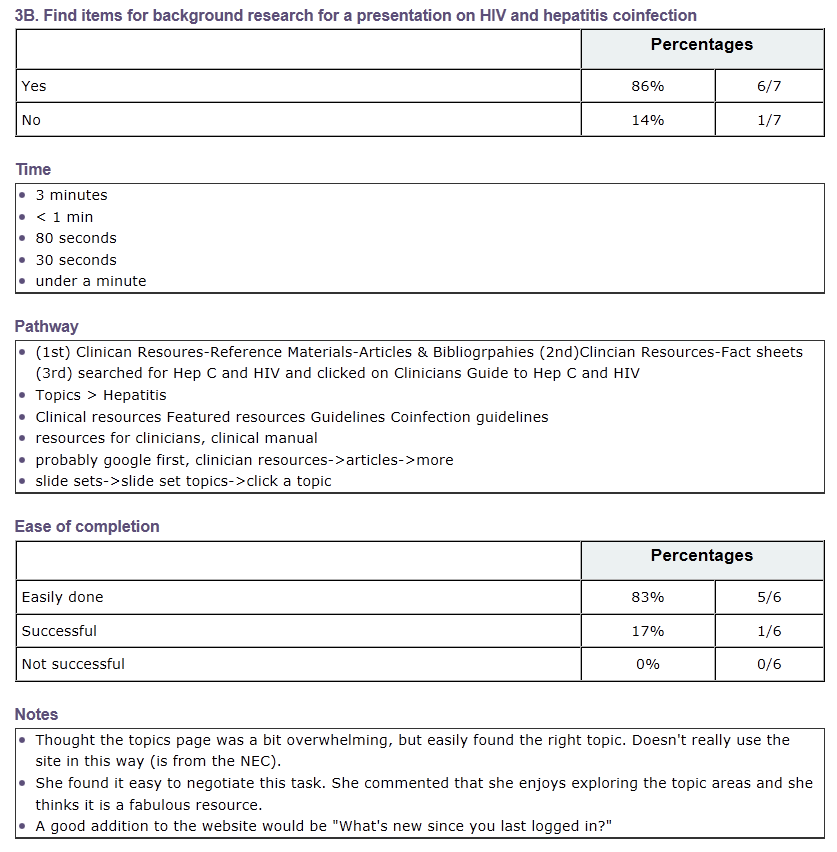 3B. Find items for background research for a presentation on HIV and hepatitis coinfection
Percentages
Yes 86% 6/7
No 14% 1/7
Time
• 3 minutes
• < 1 min
• 80 seconds
• 30 seconds
• under a minute
Pathway
• (1st) Clinican Resoures-Reference Materials-Articles & Bibliogrpahies (2nd)Clincian Resources-Fact sheets
(3rd) searched for Hep C and HIV and clicked on Clinicians Guide to Hep C and HIV
• Topics > Hepatitis
• Clinical resources Featured resources Guidelines Coinfection guidelines
• resources for clinicians, clinical manual
• probably google first, clinician resources->articles->more
• slide sets->slide set topics->click a topic
Ease of completion
Percentages
Easily done 83% 5/6
Successful 17% 1/6
Not successful 0% 0/6
Notes
• Thought the topics page was a bit overwhelming, but easily found the right topic. Doesn't really use the
site in this way (is from the NEC).
• She found it easy to negotiate this task. She commented that she enjoys exploring the topic areas and she
thinks it is a fabulous resource.
• A good addition to the website would be "What's new since you last logged in?"